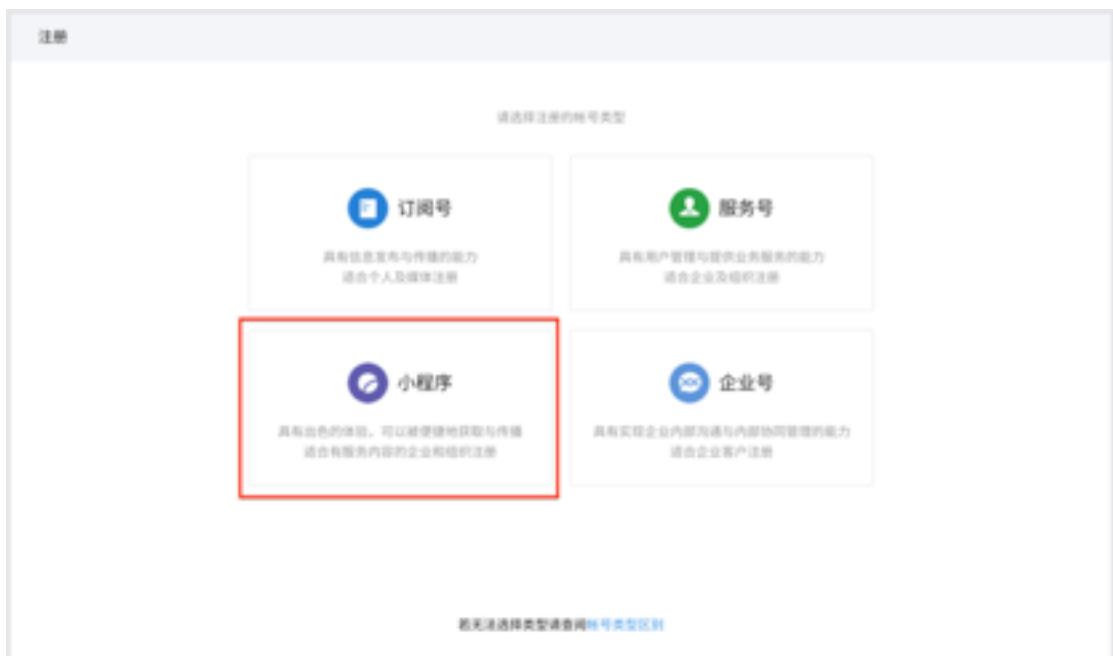 注册
请选择注册的帐号类型
订阅号
具有信息发布与传播的能力
适合个人及媒体注册
服务号
具有用户管理与提供业务服务的能力
适合企业及组织注册
小程序
具有出色的体验，可以被便捷地获取与传播
适合有服务内容的企业和组织注册
企业号
具有实现企业内部沟通与内部协同管理的能力
适合企业客户注册
若无法选择类型请查阅帐号类型区别